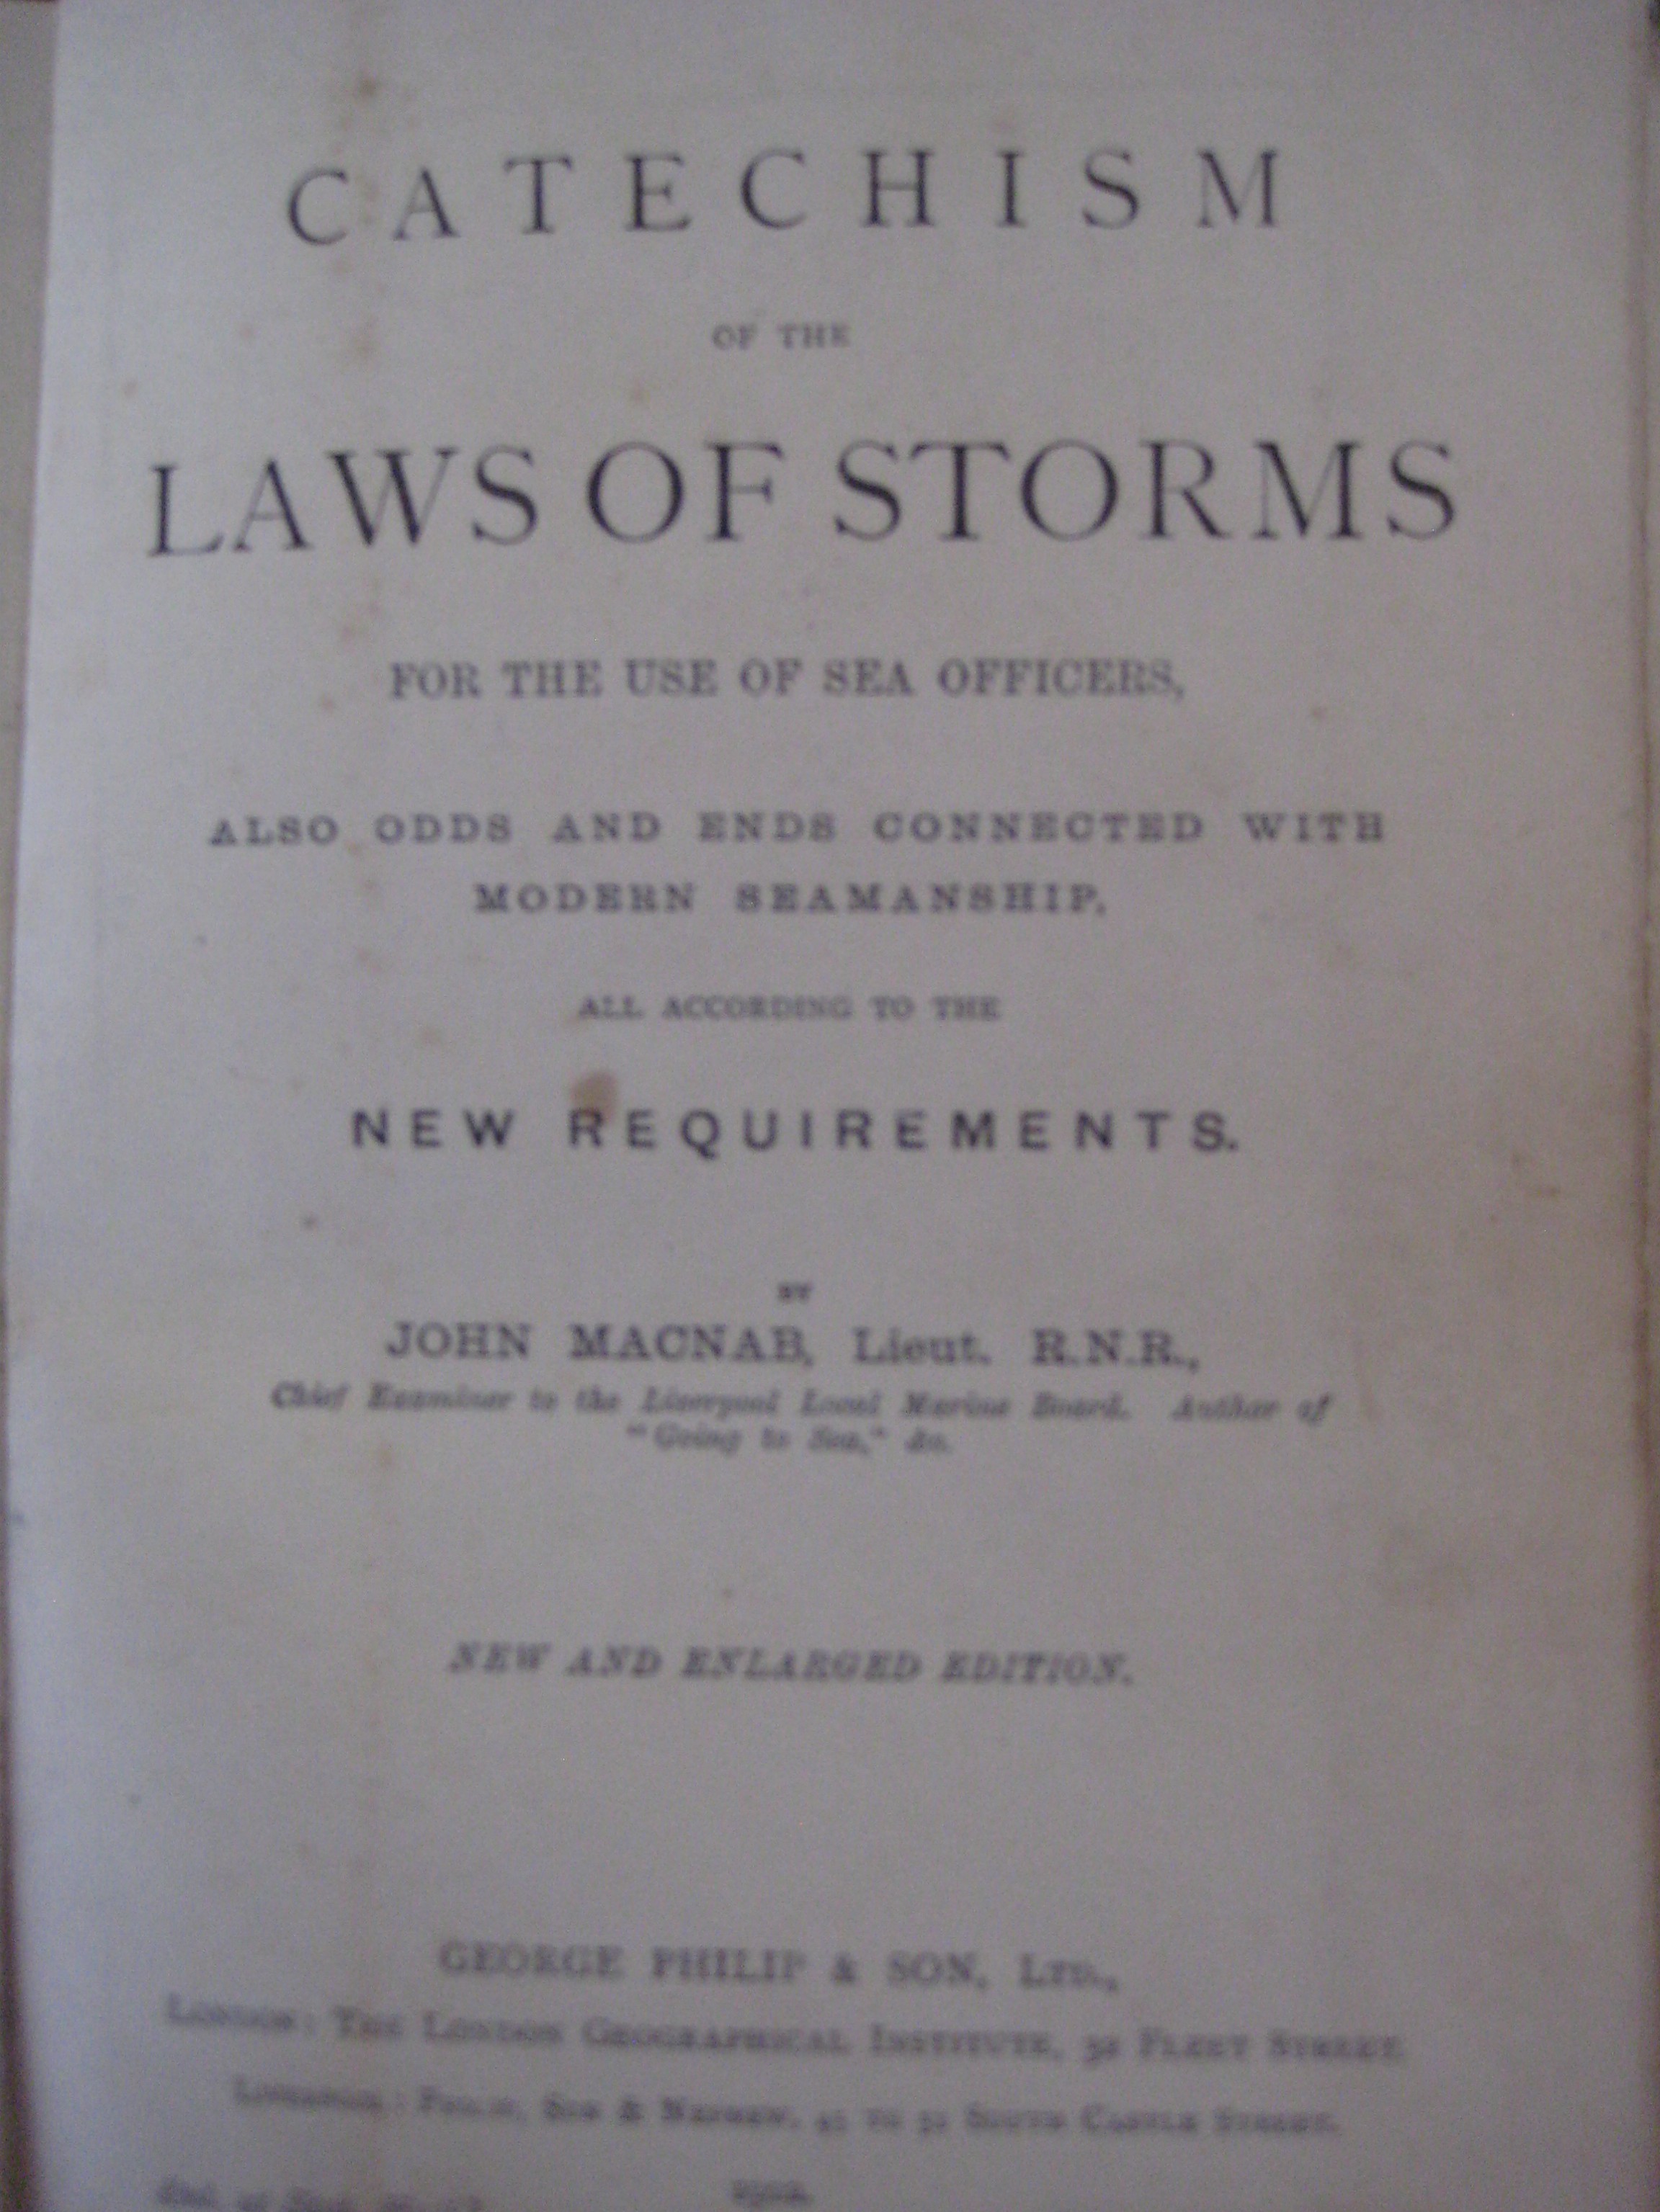 CATECHISM
OF THE
LAWS OF STORMS
FOR THE USE OF SEA OFFICERS,
ALSO ODDS AND ENDS CONNECTED WITH
MODERN SEAMANSHIP,
ALL ACCORDING TO THE
NEW REQUIREMENTS.
BY
JOHN MACNAB, Lieut. R.N.R.,
Chief Examiner to the Liverpool Local Marine Board. Author of
"Going to Sea," &c.
NEW AND ENLARGED EDITION.
GEORGE PHILIP & SON, LTD.,
LONDON: THE LONDON GEOGRAPHICAL INSTITUTE, 32 FLEET STREET.
LIVERPOOL: PHILIP, SON & NEPHEW, TO SOUTH CASTLE STREET.